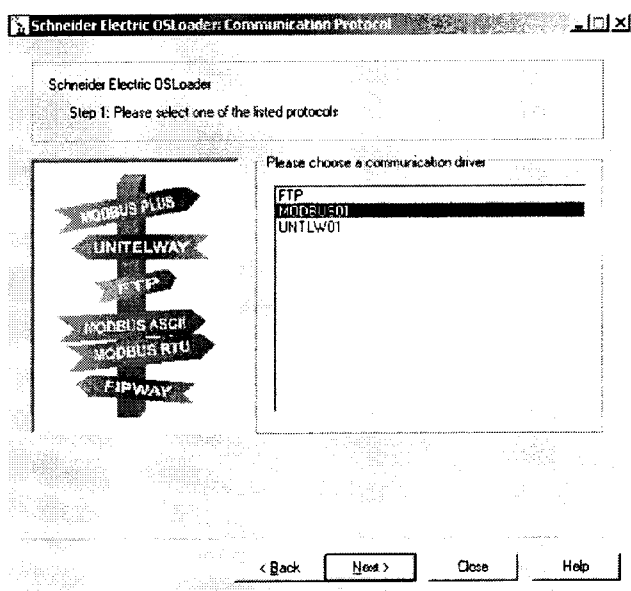 Schneider Electric OSLoader: Communication Protocol
Schneider Electric OSLoader
Step 1: Please select one of the listed protocols
Please choose a communication driver
FTP
MODBUS01
UNTLW01
MODBUS PLUS
UNITELWAY
FTP
MODBUS ASCII
MODBUS RTU
FIPWAY
< Back
Next >
Close
Help